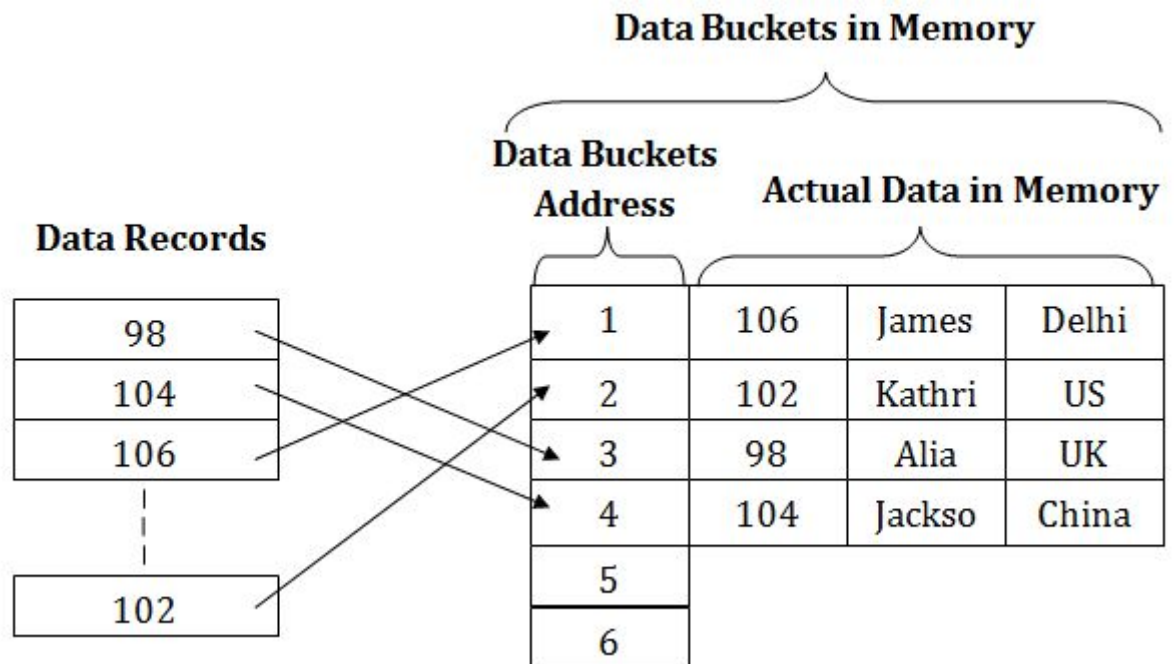 Data Buckets in Memory
Data Buckets
Address
Actual Data in Memory
Data Records
98
104
106
102
1 106 James Delhi
2 102 Kathri US
3 98 Alia UK
4 104 Jackso China
5
6